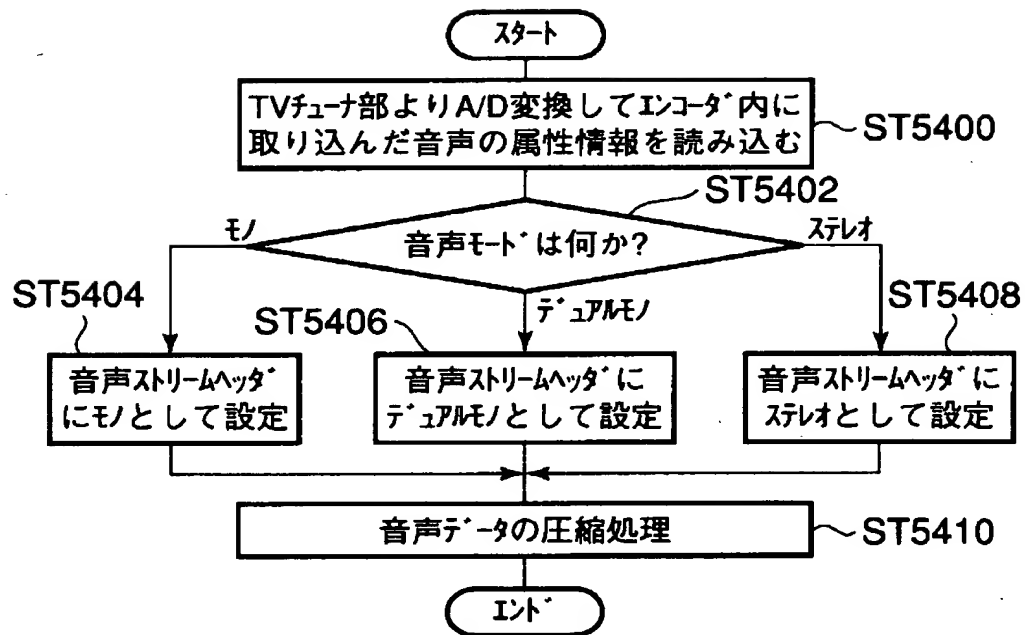 スタート
TVチューナ部よりA/D変換してエンコーダ内に
取り込んだ音声の属性情報を読み込む
ST5400
ST5402
音声モードは何か?
モノ
ステレオ
デュアルモノ
ST5404
ST5406
ST5408
音声ストリームヘッダ
にモノとして設定
音声ストリームヘッダに
デュアルモノとして設定
音声ストリームヘッダに
ステレオとして設定
音声データの圧縮処理
ST5410
エンド